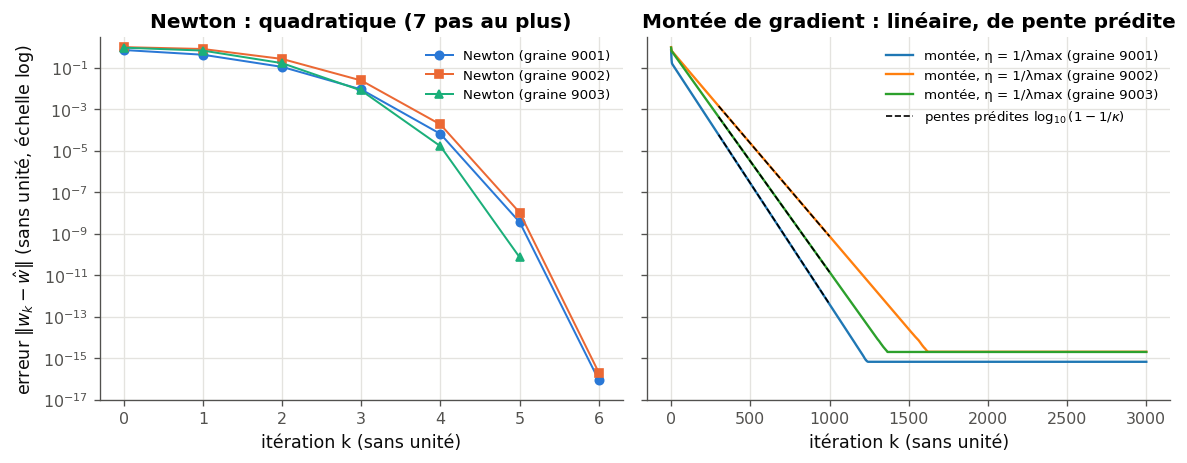 Newton : quadratique (7 pas au plus)
Montée de gradient : linéaire, de pente prédite
Newton (graine 9001)
Newton (graine 9002)
Newton (graine 9003)
montée, η = 1/λmax (graine 9001)
montée, η = 1/λmax (graine 9002)
montée, η = 1/λmax (graine 9003)
pentes prédites log₁₀(1 − 1/κ)
erreur ‖wₖ − ŵ‖ (sans unité, échelle log)
10⁻¹
10⁻³
10⁻⁵
10⁻⁷
10⁻⁹
10⁻¹¹
10⁻¹³
10⁻¹⁵
10⁻¹⁷
0 1 2 3 4 5 6
0 500 1000 1500 2000 2500 3000
itération k (sans unité)
itération k (sans unité)